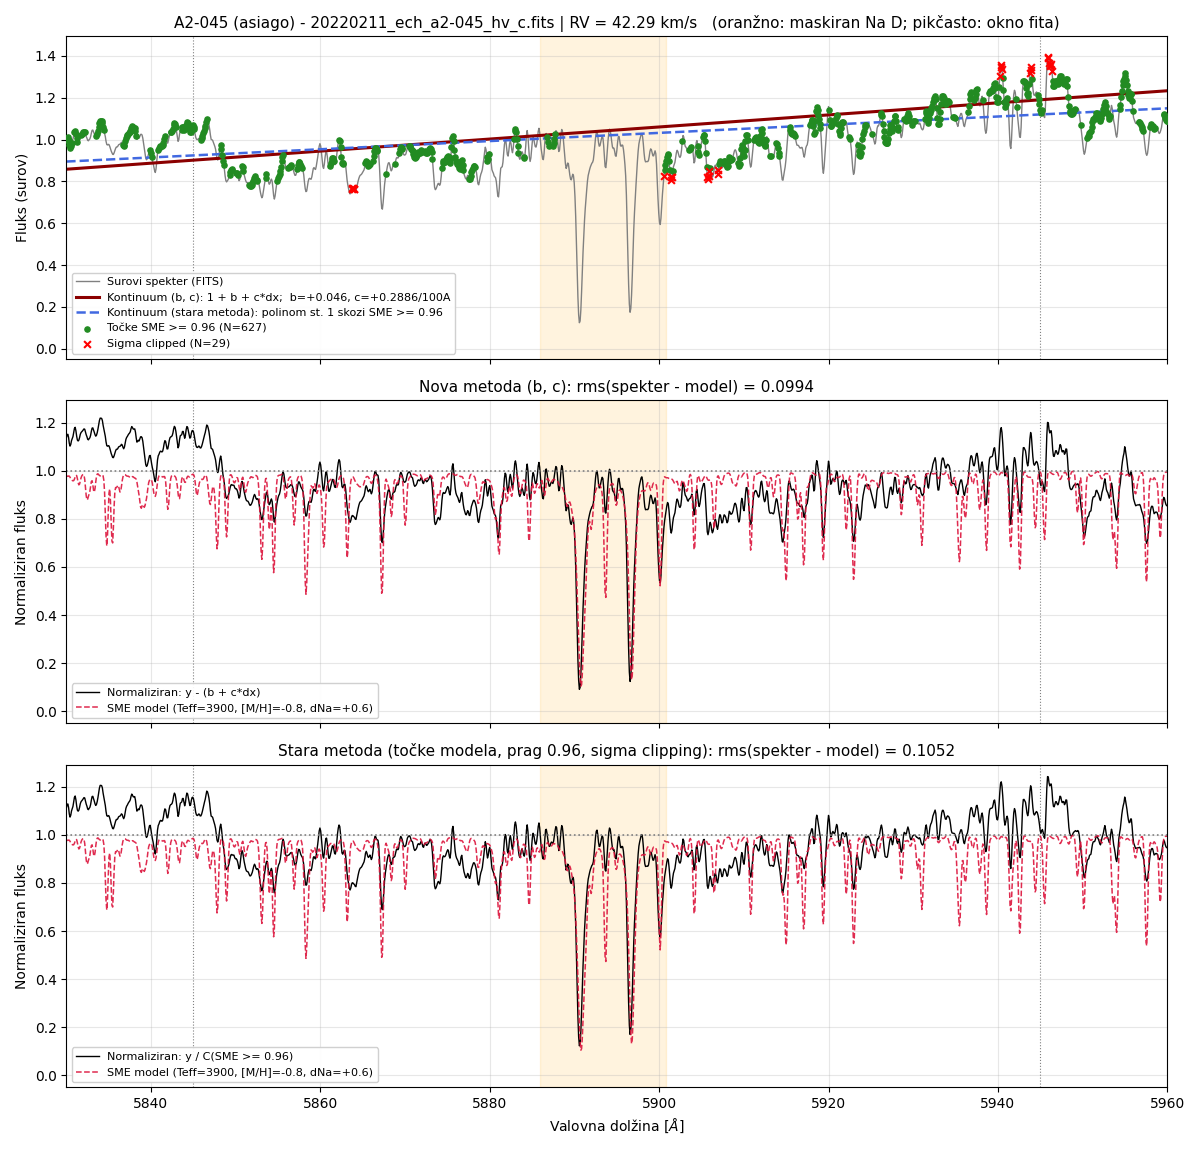 A2-045 (asiago) - 20220211_ech_a2-045_hv_c.fits | RV = 42.29 km/s   (oranžno: maskiran Na D; pikčasto: okno fita)
1.4
1.2
1.0
0.8
0.6
0.4
0.2
0.0
Fluks (surov)
Surovi spekter (FITS)
Kontinuum (b, c): 1 + b + c*dx;  b=+0.046, c=+0.2886/100A
Kontinuum (stara metoda): polinom st. 1 skozi SME >= 0.96
Točke SME >= 0.96 (N=627)
Sigma clipped (N=29)
Nova metoda (b, c): rms(spekter - model) = 0.0994
1.2
1.0
0.8
0.6
0.4
0.2
0.0
Normaliziran fluks
Normaliziran: y - (b + c*dx)
SME model (Teff=3900, [M/H]=-0.8, dNa=+0.6)
Stara metoda (točke modela, prag 0.96, sigma clipping): rms(spekter - model) = 0.1052
1.2
1.0
0.8
0.6
0.4
0.2
0.0
Normaliziran fluks
Normaliziran: y / C(SME >= 0.96)
SME model (Teff=3900, [M/H]=-0.8, dNa=+0.6)
5840 5860 5880 5900 5920 5940 5960
Valovna dolžina [Å]